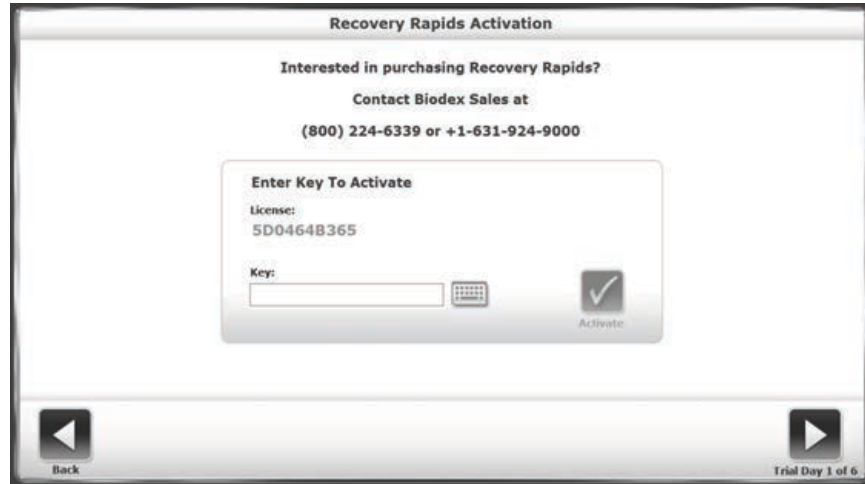 Recovery Rapids Activation
Interested in purchasing Recovery Rapids?
Contact Biodex Sales at
(800) 224-6339 or +1-631-924-9000
Enter Key To Activate
License:
5D0464B365
Key:
Activate
Back
Trial Day 1 of 6